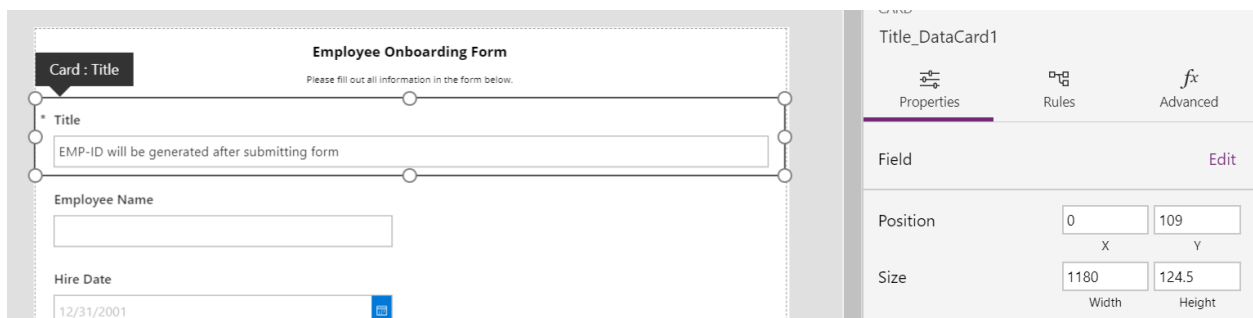 CARD
Title_DataCard1
Employee Onboarding Form
Please fill out all information in the form below.
Card : Title
* Title
EMP-ID will be generated after submitting form
Employee Name
Hire Date
12/31/2001
Properties
Rules
fx
Advanced
Field
Edit
Position
0
109
X
Y
Size
1180
124.5
Width
Height